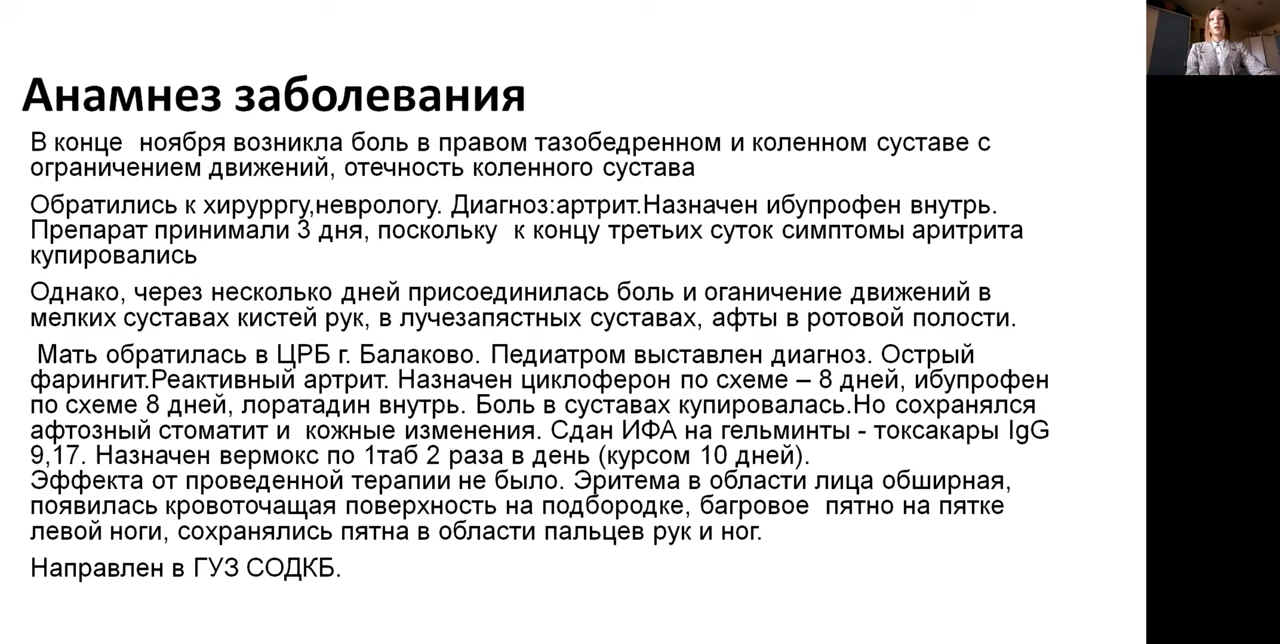 Анамнез заболевания
В конце ноября возникла боль в правом тазобедренном и коленном суставе с
ограничением движений, отечность коленного сустава
Обратились к хирурргу,неврологу. Диагноз:артрит.Назначен ибупрофен внутрь.
Препарат принимали 3 дня, поскольку к концу третьих суток симптомы аритрита
купировались
Однако, через несколько дней присоединилась боль и оганичение движений в
мелких суставах кистей рук, в лучезапястных суставах, афты в ротовой полости.
Мать обратилась в ЦРБ г. Балаково. Педиатром выставлен диагноз. Острый
фарингит.Реактивный артрит. Назначен циклоферон по схеме – 8 дней, ибупрофен
по схеме 8 дней, лоратадин внутрь. Боль в суставах купировалась.Но сохранялся
афтозный стоматит и кожные изменения. Сдан ИФА на гельминты - токсакары IgG
9,17. Назначен вермокс по 1таб 2 раза в день (курсом 10 дней).
Эффекта от проведенной терапии не было. Эритема в области лица обширная,
появилась кровоточащая поверхность на подбородке, багровое пятно на пятке
левой ноги, сохранялись пятна в области пальцев рук и ног.
Направлен в ГУЗ СОДКБ.